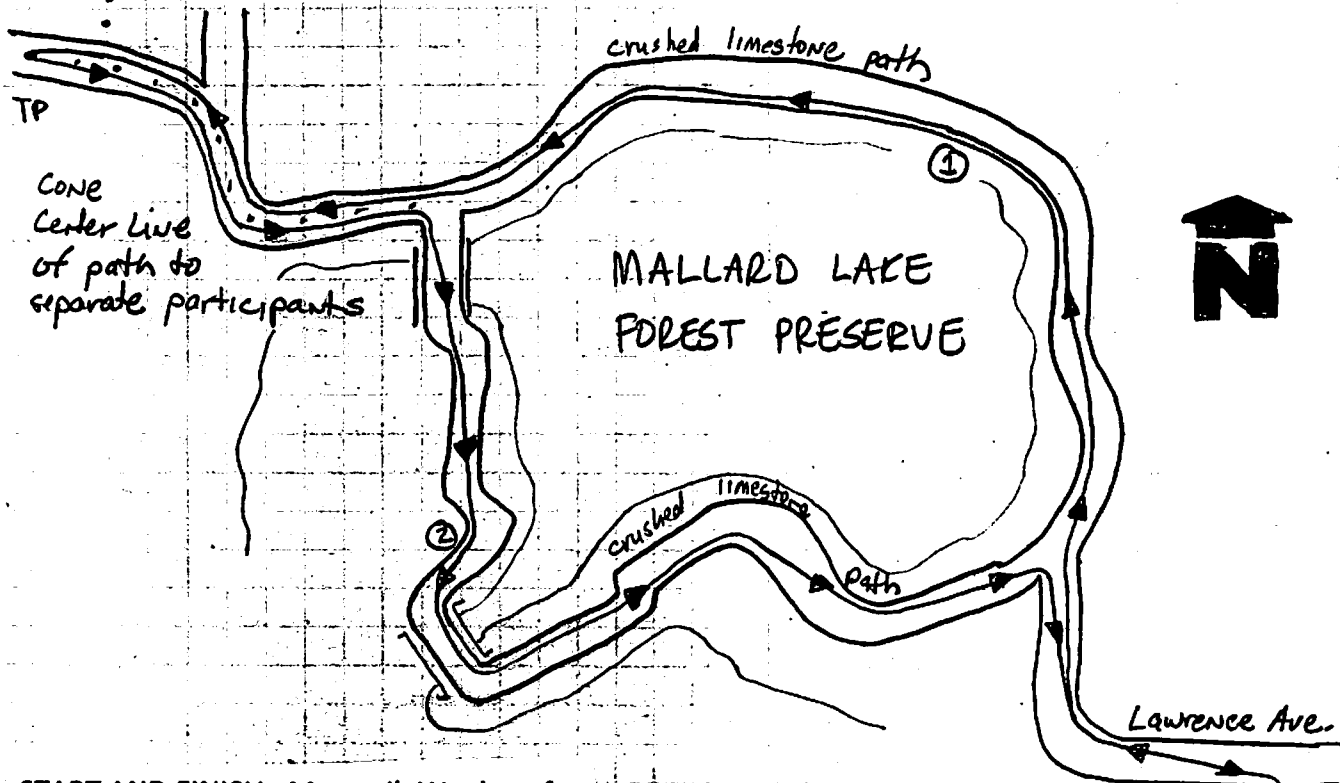 crushed limestone path
TP
Cone
Center Line
of path to
separate participants
①
N
MALLARD LAKE
FOREST PRESERVE
②
crushed limestone
path
Lawrence Ave.